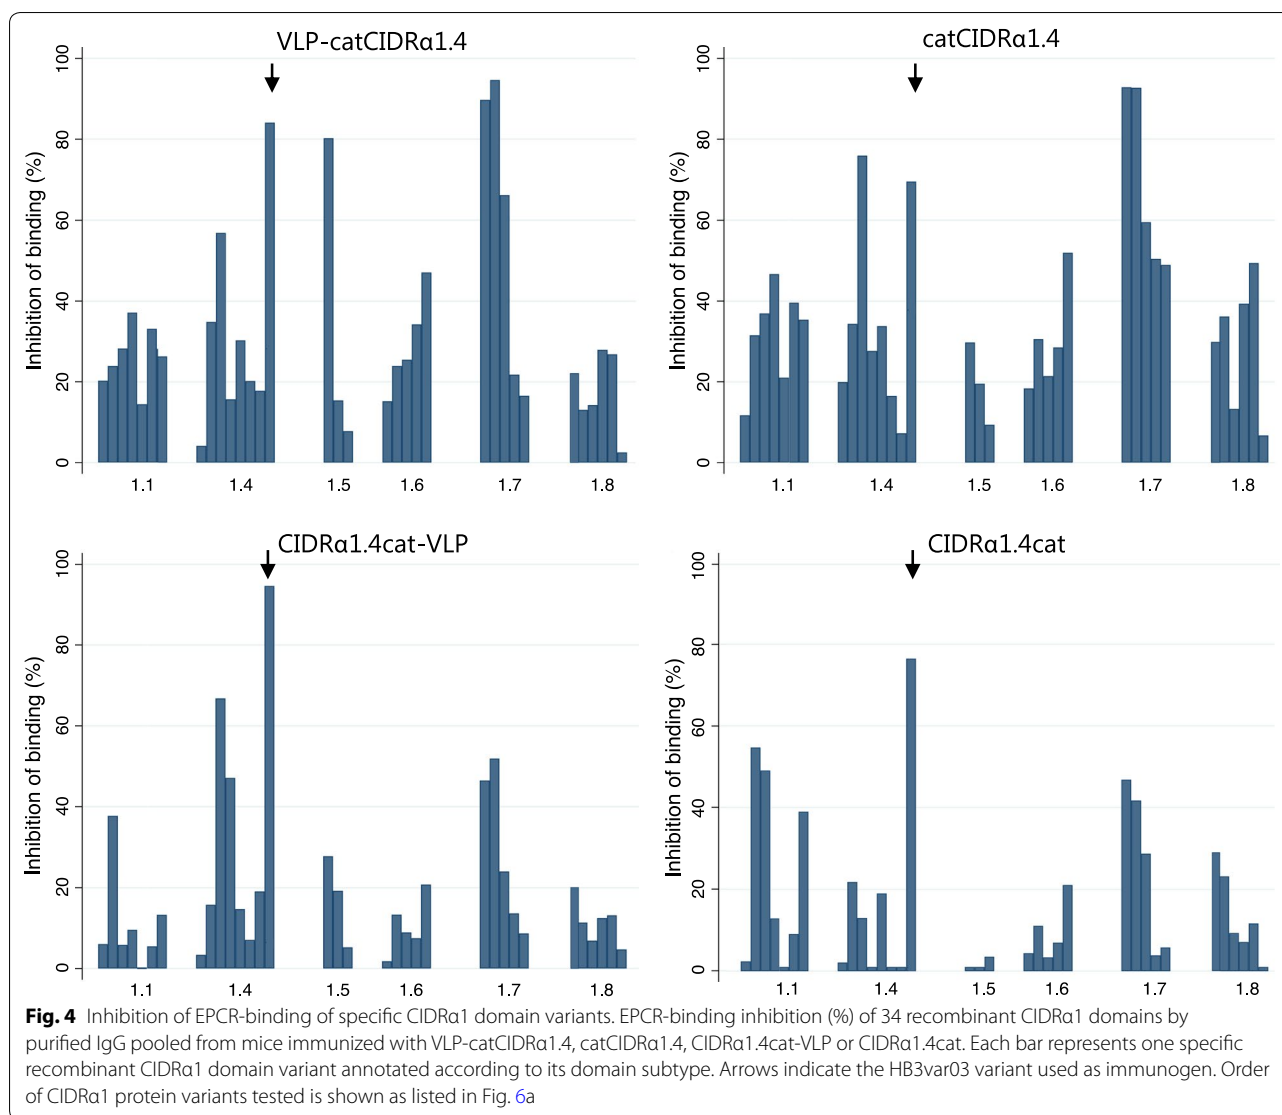 VLP-catCIDRα1.4
Inhibition of binding (%)
100
80
60
40
20
0
1.1 1.4 1.5 1.6 1.7 1.8
catCIDRα1.4
Inhibition of binding (%)
100
80
60
40
20
0
1.1 1.4 1.5 1.6 1.7 1.8
CIDRα1.4cat-VLP
Inhibition of binding (%)
100
80
60
40
20
0
1.1 1.4 1.5 1.6 1.7 1.8
CIDRα1.4cat
Inhibition of binding (%)
100
80
60
40
20
0
1.1 1.4 1.5 1.6 1.7 1.8
Fig. 4 Inhibition of EPCR-binding of specific CIDRα1 domain variants. EPCR-binding inhibition (%) of 34 recombinant CIDRα1 domains by
purified IgG pooled from mice immunized with VLP-catCIDRα1.4, catCIDRα1.4, CIDRα1.4cat-VLP or CIDRα1.4cat. Each bar represents one specific
recombinant CIDRα1 domain variant annotated according to its domain subtype. Arrows indicate the HB3var03 variant used as immunogen. Order
of CIDRα1 protein variants tested is shown as listed in Fig. 6a